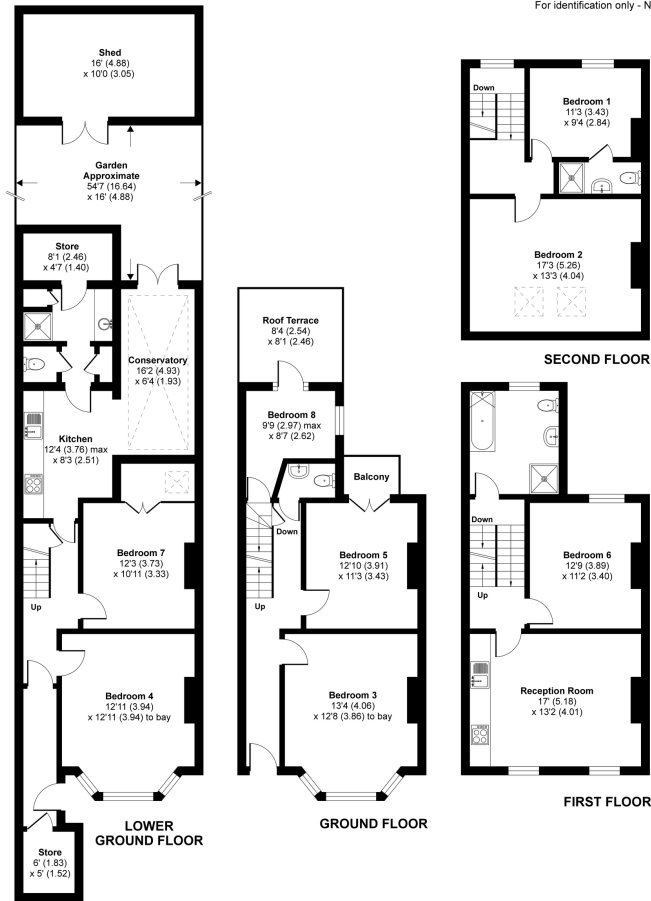 For identification only - N
Shed
16' (4.88)
x 10'0 (3.05)
Garden
Approximate
54'7 (16.64)
x 16' (4.88)
Store
8'1 (2.46)
x 4'7 (1.40)
Conservatory
16'2 (4.93)
x 6'4 (1.93)
Kitchen
12'4 (3.76) max
x 8'3 (2.51)
Bedroom 7
12'3 (3.73)
x 10'11 (3.33)
Up
Bedroom 4
12'11 (3.94)
x 12'11 (3.94) to bay
Store
6' (1.83)
x 5' (1.52)
LOWER
GROUND FLOOR
Roof Terrace
8'4 (2.54)
x 8'1 (2.46)
Bedroom 8
9'9 (2.97) max
x 8'7 (2.62)
Balcony
Down
Bedroom 5
12'10 (3.91)
x 11'3 (3.43)
Up
Bedroom 3
13'4 (4.06)
x 12'8 (3.86) to bay
GROUND FLOOR
Down
Bedroom 1
11'3 (3.43)
x 9'4 (2.84)
Bedroom 2
17'3 (5.26)
x 13'3 (4.04)
SECOND FLOOR
Down
Bedroom 6
12'9 (3.89)
x 11'2 (3.40)
Up
Reception Room
17' (5.18)
x 13'2 (4.01)
FIRST FLOOR